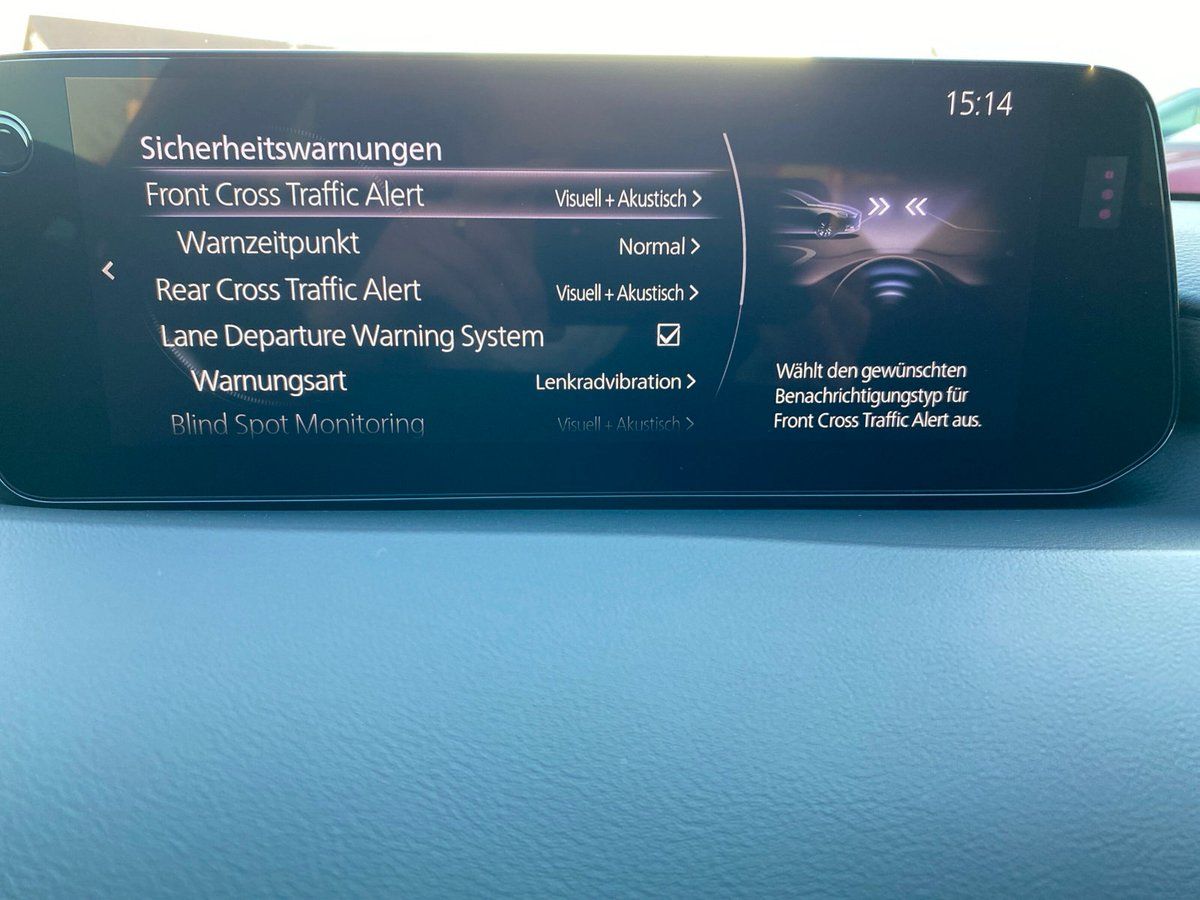 15:14
Sicherheitswarnungen
Front Cross Traffic Alert Visuell + Akustisch >
Warnzeitpunkt Normal >
Rear Cross Traffic Alert Visuell + Akustisch >
Lane Departure Warning System
Warnungsart Lenkradvibration >
Blind Spot Monitoring Visuell + Akustisch >
Wählt den gewünschten
Benachrichtigungstyp für
Front Cross Traffic Alert aus.